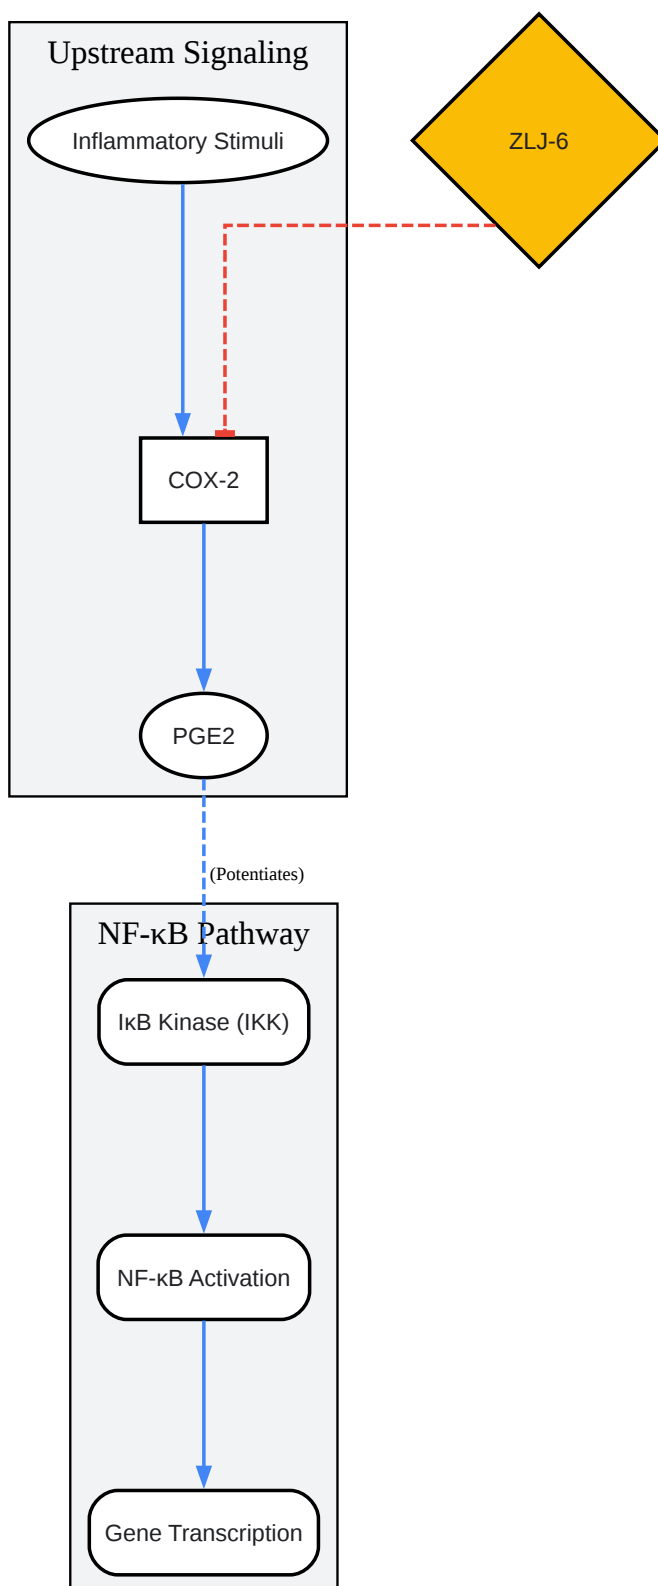 Upstream Signaling
Inflammatory Stimuli
ZLJ-6
COX-2
PGE2
(Potentiates)
NF-κB Pathway
IκB Kinase (IKK)
NF-κB Activation
Gene Transcription